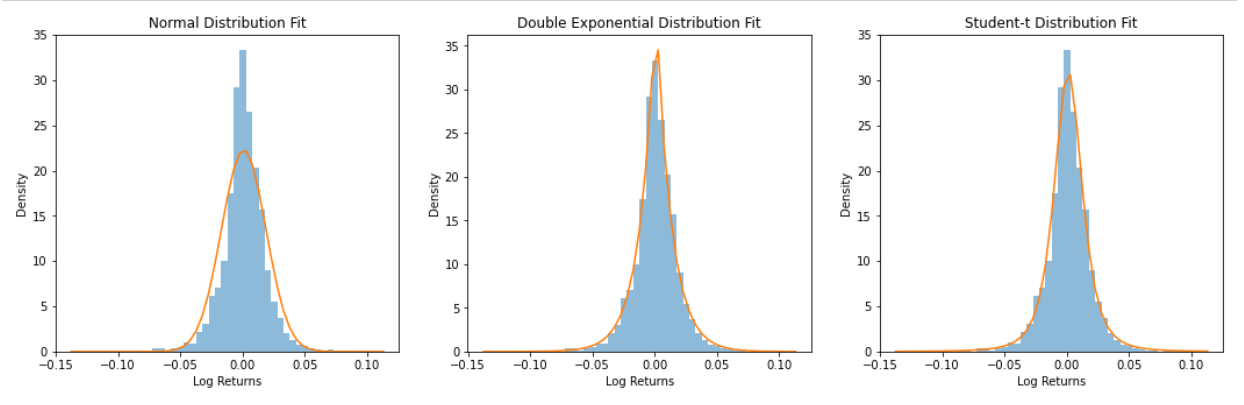 Normal Distribution Fit
35
30
25
20
15
10
5
0
Density
−0.15 −0.10 −0.05 0.00 0.05 0.10
Log Returns
Double Exponential Distribution Fit
35
30
25
20
15
10
5
0
Density
−0.15 −0.10 −0.05 0.00 0.05 0.10
Log Returns
Student-t Distribution Fit
35
30
25
20
15
10
5
0
Density
−0.15 −0.10 −0.05 0.00 0.05 0.10
Log Returns